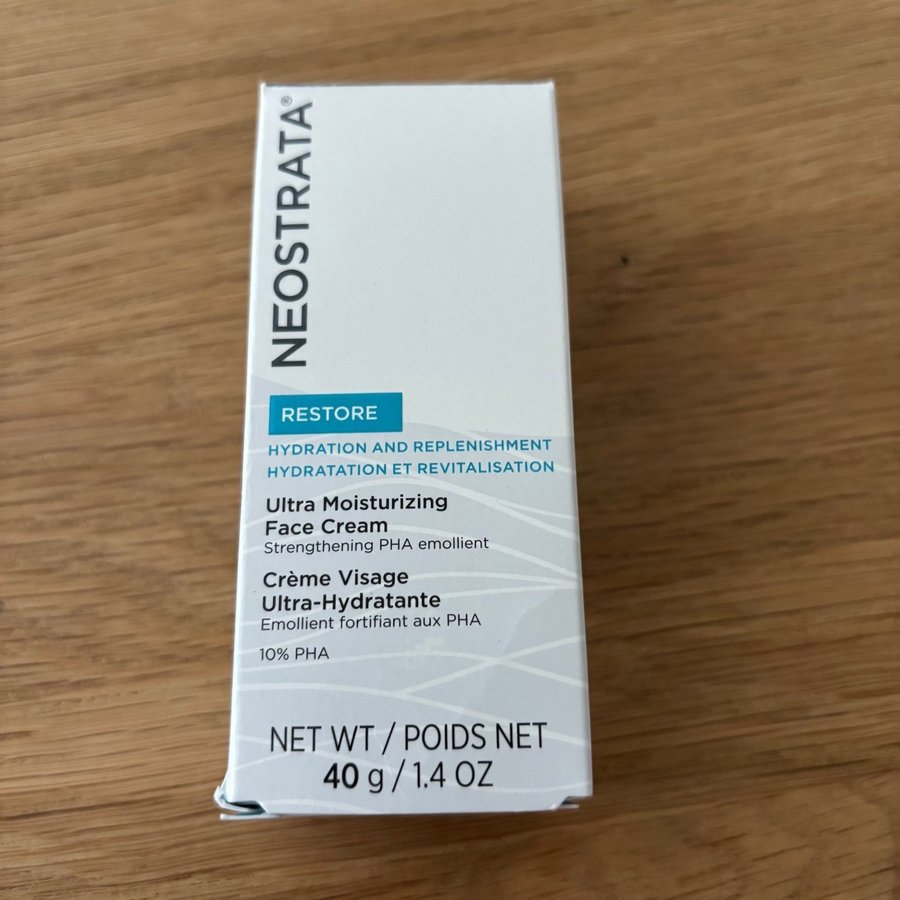 NEOSTRATA®
RESTORE
HYDRATION AND REPLENISHMENT
HYDRATATION ET REVITALISATION
Ultra Moisturizing
Face Cream
Strengthening PHA emollient
Crème Visage
Ultra-Hydratante
Emollient fortifiant aux PHA
10% PHA
NET WT / POIDS NET
40 g / 1.4 OZ